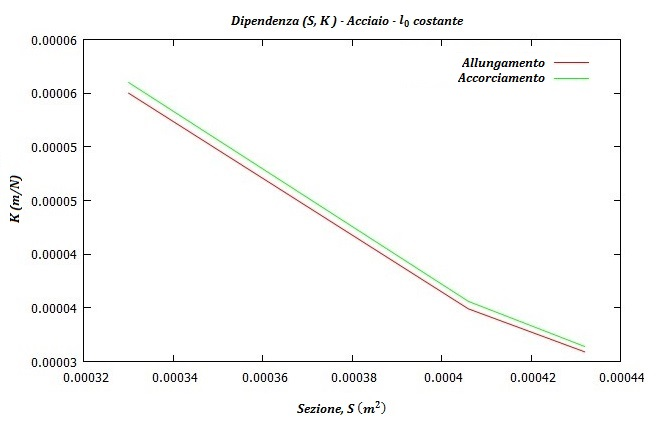 Dipendenza (S, K) - Acciaio - l₀ costante
Allungamento
Accorciamento
K (m/N)
0.00006
0.00006
0.00005
0.00005
0.00004
0.00004
0.00003
0.00032 0.00034 0.00036 0.00038 0.0004 0.00042 0.00044
Sezione, S (m²)